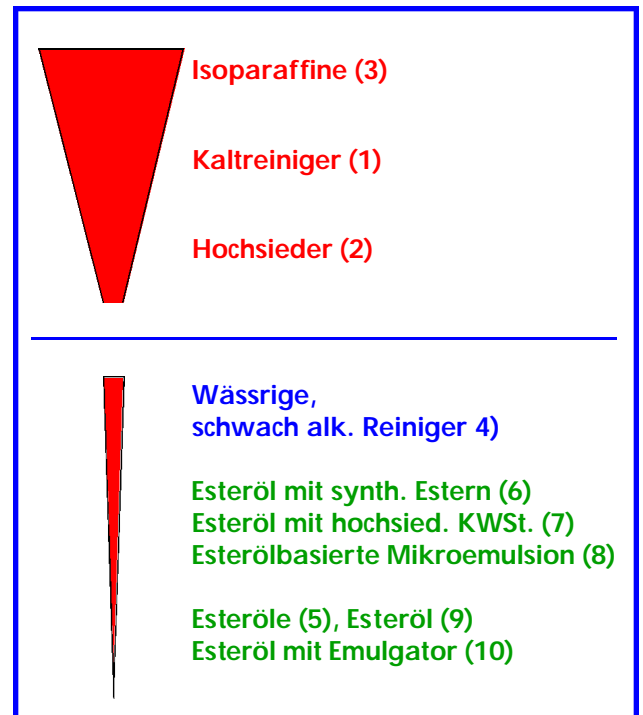 Isoparaffine (3)
Kaltreiniger (1)
Hochsieder (2)
Wässrige,
schwach alk. Reiniger 4)
Esteröl mit synth. Estern (6)
Esteröl mit hochsied. KWSt. (7)
Esterölbasierte Mikroemulsion (8)
Esteröle (5), Esteröl (9)
Esteröl mit Emulgator (10)